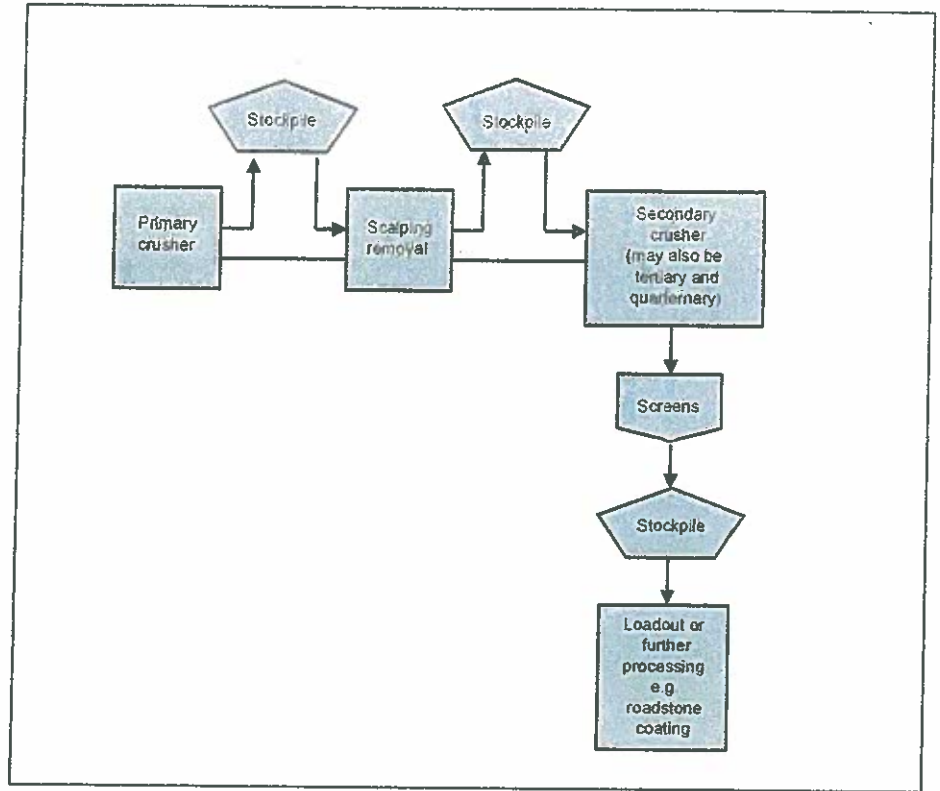 Stockpile
Stockpile
Primary
crusher
Scalping
removal
Secondary
crusher
(may also be
tertiary and
quarternary)
Screens
Stockpile
Loadout or
further
processing
e.g
roadstone
coating